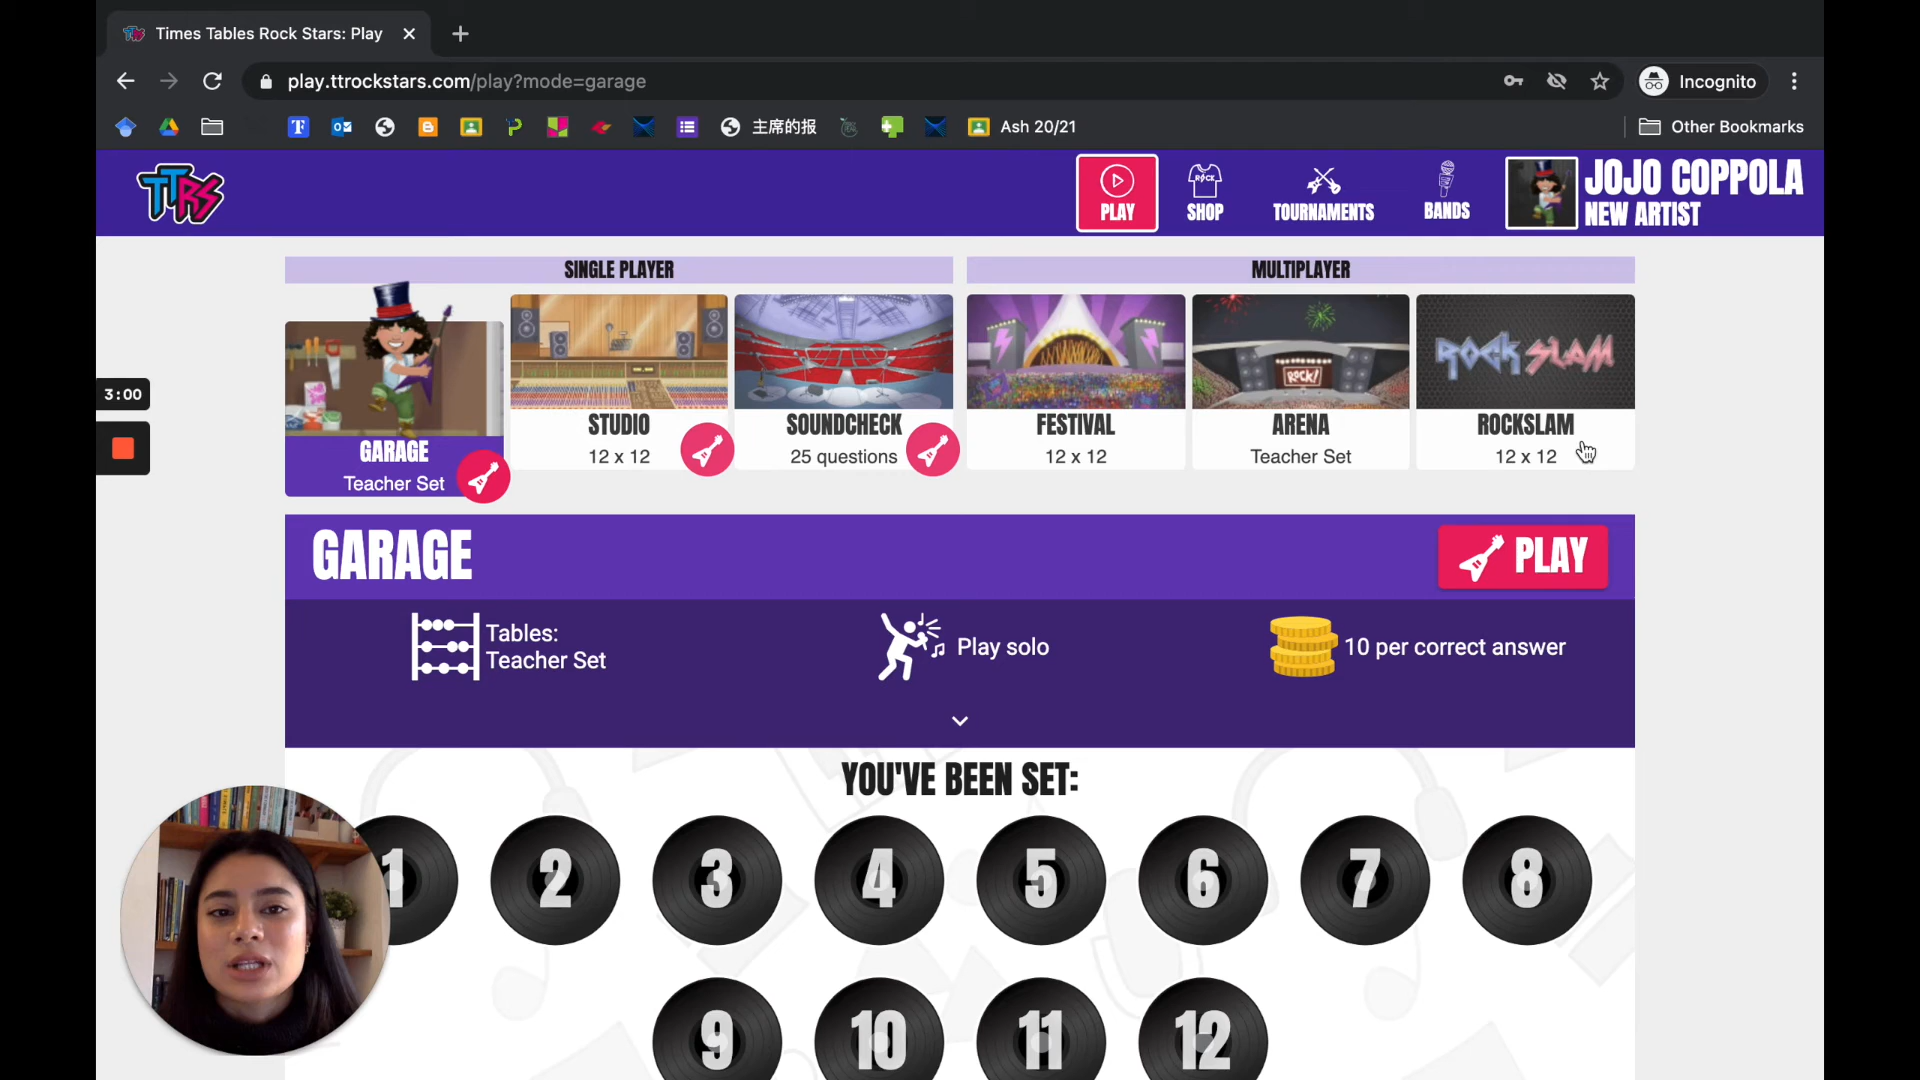 Times Tables Rock Stars: Play
play.ttrockstars.com/play?mode=garage
Incognito
主席的报
Ash 20/21
Other Bookmarks
TTRS
PLAY
SHOP
TOURNAMENTS
BANDS
JOJO COPPOLA
NEW ARTIST
SINGLE PLAYER
MULTIPLAYER
3:00
ROCK!
ROCK SLAM
GARAGE
Teacher Set
STUDIO
12 x 12
SOUNDCHECK
25 questions
FESTIVAL
12 x 12
ARENA
Teacher Set
ROCKSLAM
12 x 12
GARAGE
PLAY
Tables:
Teacher Set
Play solo
10 per correct answer
YOU'VE BEEN SET:
1 2 3 4 5 6 7 8
9 10 11 12